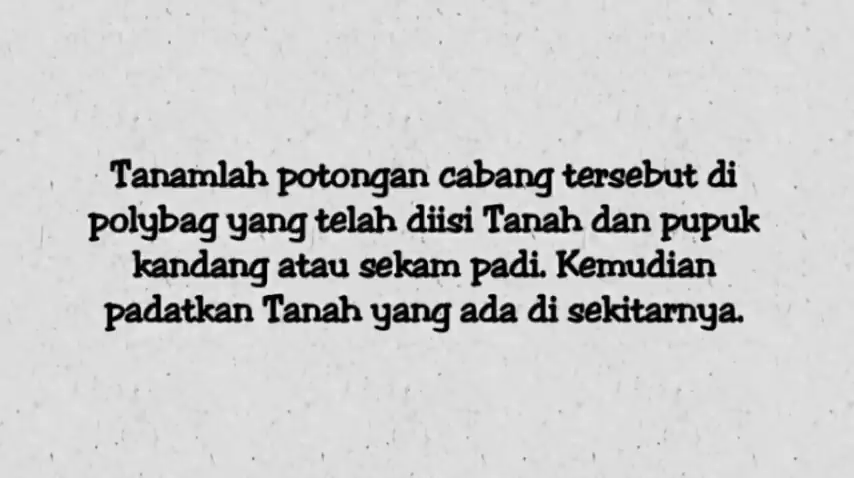 Tanamlah potongan cabang tersebut di
polybag yang telah diisi Tanah dan pupuk
kandang atau sekam padi. Kemudian
padatkan Tanah yang ada di sekitarnya.